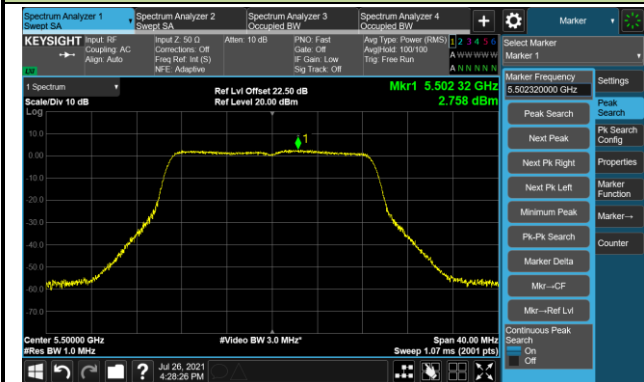 Spectrum Analyzer 1
Swept SA
Spectrum Analyzer 2
Swept SA
Spectrum Analyzer 3
Occupied BW
Spectrum Analyzer 4
Occupied BW
+
Marker
KEYSIGHT
Input: RF
Coupling: AC
Align: Auto
Input Z: 50 Ω
Corrections: Off
Freq Ref: Int (S)
NFE: Adaptive
Atten: 10 dB
PNO: Fast
Gate: Off
IF Gain: Low
Sig Track: Off
Avg Type: Power (RMS)
Avg|Hold: 100/100
Trig: Free Run
1 2 3 4 5 6
A W W W W W
A N N N N N
LXI
Select Marker
Marker 1
1 Spectrum
Scale/Div 10 dB
Log
Ref Lvl Offset 22.50 dB
Ref Level 20.00 dBm
Mkr1 5.502 32 GHz
2.758 dBm
1
10.0
0.00
-10.0
-20.0
-30.0
-40.0
-50.0
-60.0
-70.0
Center 5.50000 GHz
#Res BW 1.0 MHz
#Video BW 3.0 MHz*
Span 40.00 MHz
Sweep 1.07 ms (2001 pts)
Marker Frequency
5.502320000 GHz
Peak Search
Next Peak
Next Pk Right
Next Pk Left
Minimum Peak
Pk-Pk Search
Marker Delta
Mkr→CF
Mkr→Ref Lvl
Continuous Peak
Search
On
Off
Settings
Peak
Search
Pk Search
Config
Properties
Marker
Function
Marker→
Counter
?
Jul 26, 2021
4:28:26 PM